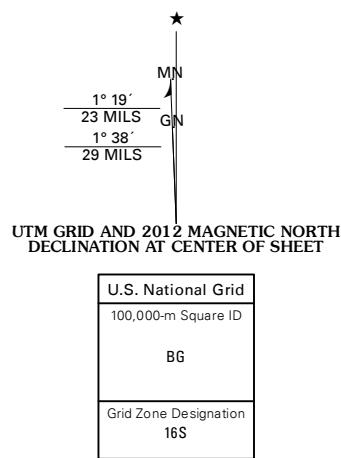 MN
1° 19´
23 MILS
GN
1° 38´
29 MILS
UTM GRID AND 2012 MAGNETIC NORTH
DECLINATION AT CENTER OF SHEET
U.S. National Grid
100,000-m Square ID
BG
Grid Zone Designation
16S